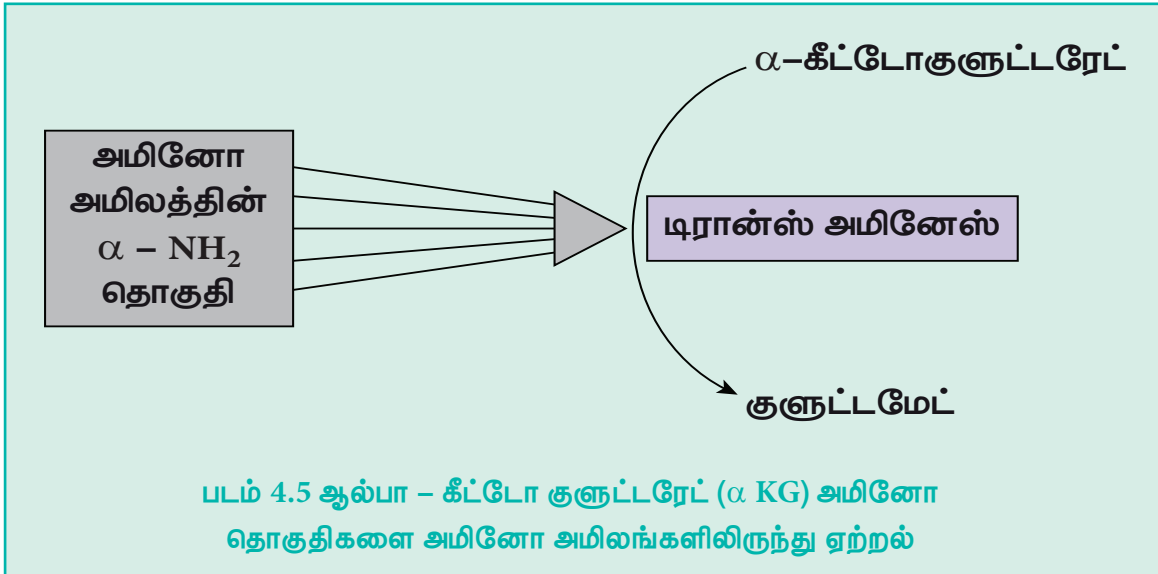 α–கீட்டோகுளுட்டரேட்
அமினோ
அமிலத்தின்
α – NH₂
தொகுதி
டிரான்ஸ் அமினேஸ்
குளுட்டமேட்
படம் 4.5 ஆல்பா – கீட்டோ குளுட்டரேட் (α KG) அமினோ
தொகுதிகளை அமினோ அமிலங்களிலிருந்து ஏற்றல்